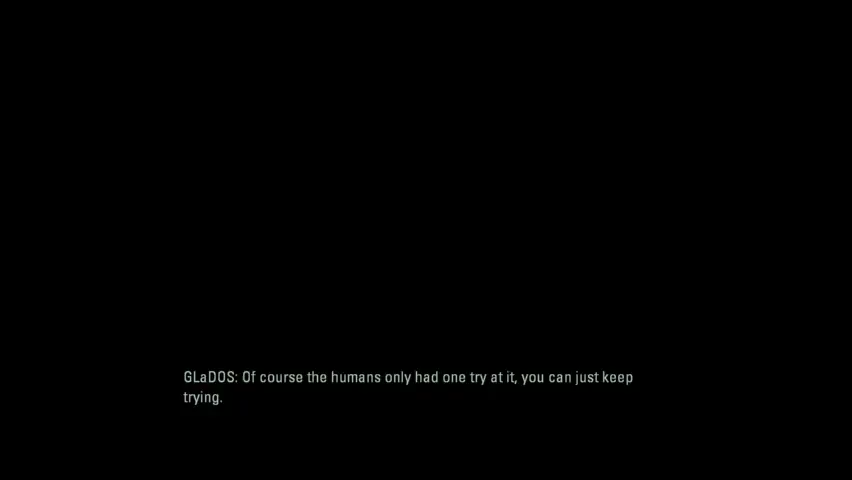 GLaDOS: Of course the humans only had one try at it, you can just keep
trying.